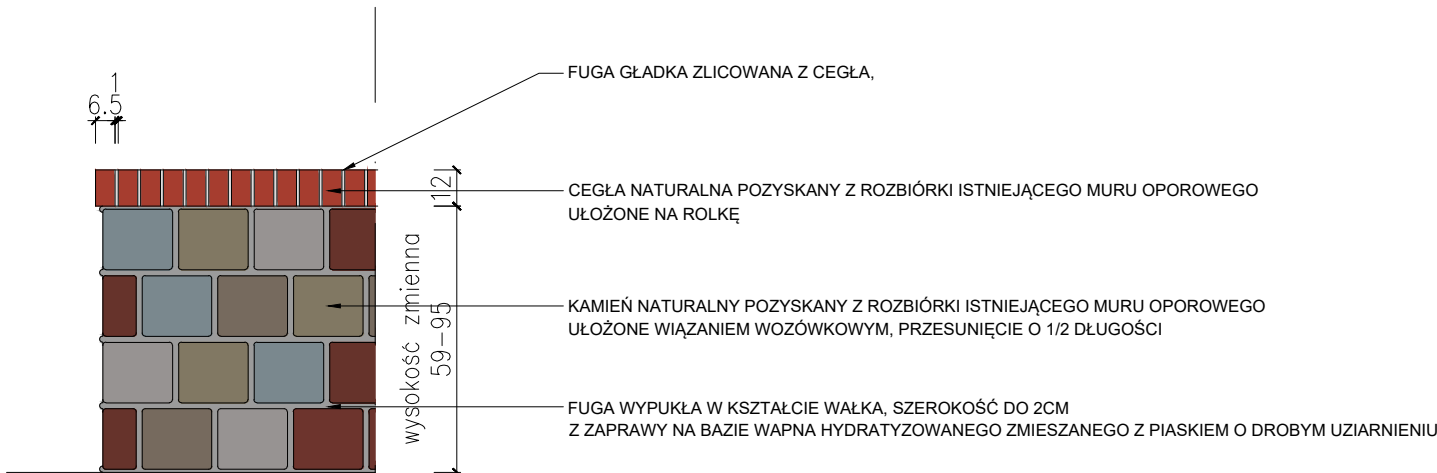 FUGA GŁADKA ZLICOWANA Z CEGŁA,
1
6.5
12
CEGŁA NATURALNA POZYSKANY Z ROZBIÓRKI ISTNIEJĄCEGO MURU OPOROWEGO
UŁOŻONE NA ROLKĘ
wysokość zmienna
59-95
KAMIEŃ NATURALNY POZYSKANY Z ROZBIÓRKI ISTNIEJĄCEGO MURU OPOROWEGO
UŁOŻONE WIĄZANIEM WOZÓWKOWYM, PRZESUNIĘCIE O 1/2 DŁUGOŚCI
FUGA WYPUKŁA W KSZTAŁCIE WAŁKA, SZEROKOŚĆ DO 2CM
Z ZAPRAWY NA BAZIE WAPNA HYDRATYZOWANEGO ZMIESZANEGO Z PIASKIEM O DROBYM UZIARNIENIU